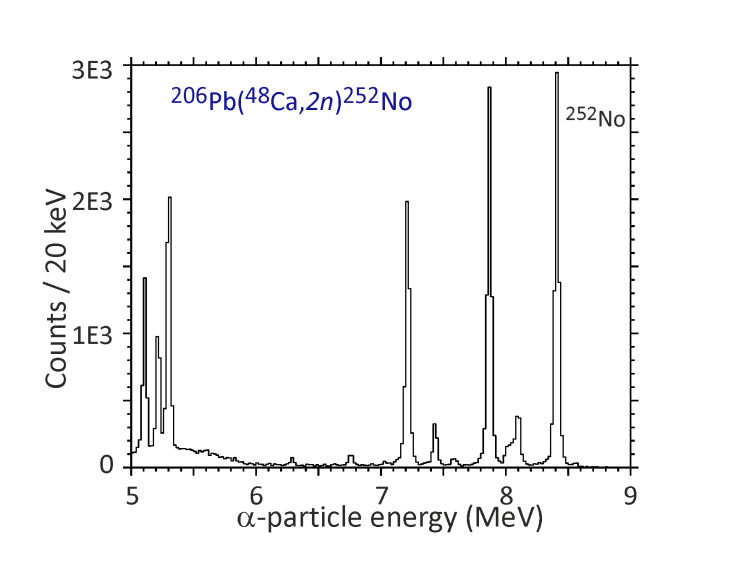 3E3
²⁰⁶Pb(⁴⁸Ca,2n)²⁵²No
²⁵²No
2E3
1E3
0
Counts / 20 keV
5 6 7 8 9
α-particle energy (MeV)